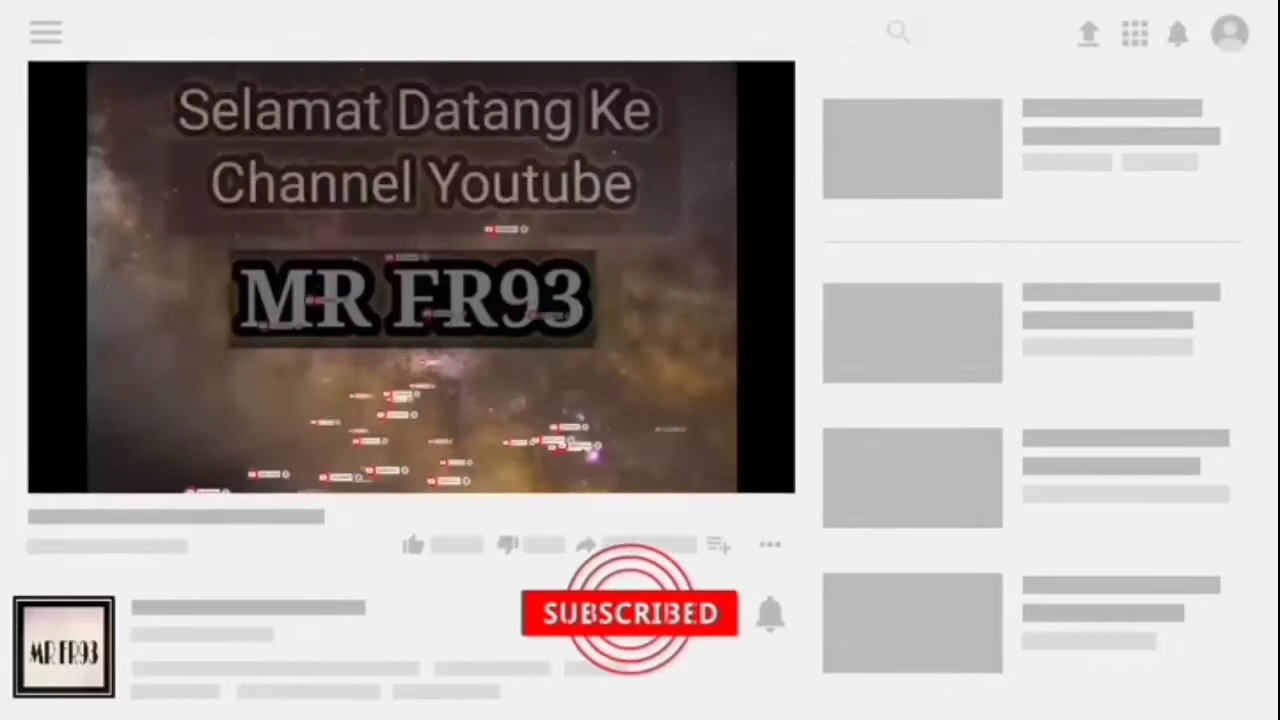 Selamat Datang Ke
Channel Youtube
MR FR93
SUBSCRIBED
MR FR93